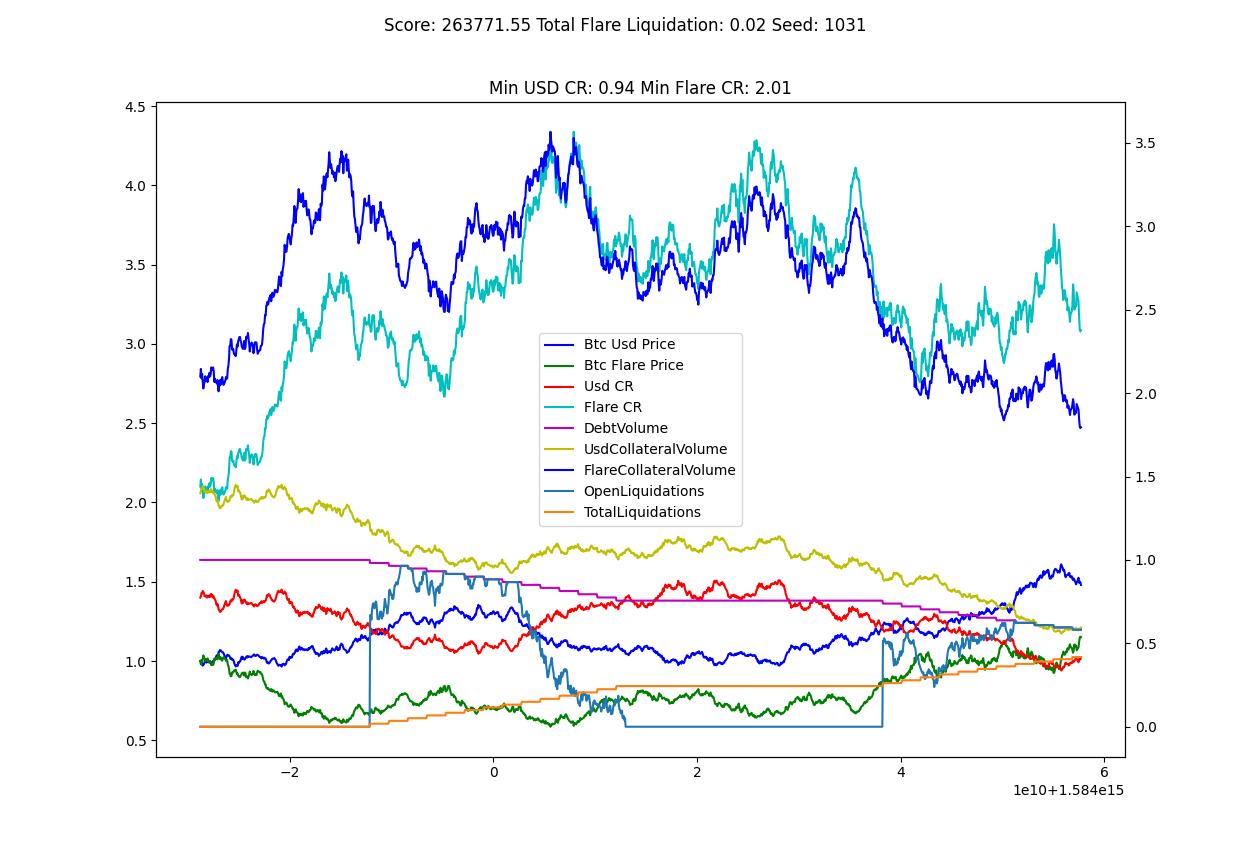 Score: 263771.55 Total Flare Liquidation: 0.02 Seed: 1031
Min USD CR: 0.94 Min Flare CR: 2.01
4.5
4.0
3.5
3.0
2.5
2.0
1.5
1.0
0.5
3.5
3.0
2.5
2.0
1.5
1.0
0.5
0.0
Btc Usd Price
Btc Flare Price
Usd CR
Flare CR
DebtVolume
UsdCollateralVolume
FlareCollateralVolume
OpenLiquidations
TotalLiquidations
−2 0 2 4 6
1e10+1.584e15